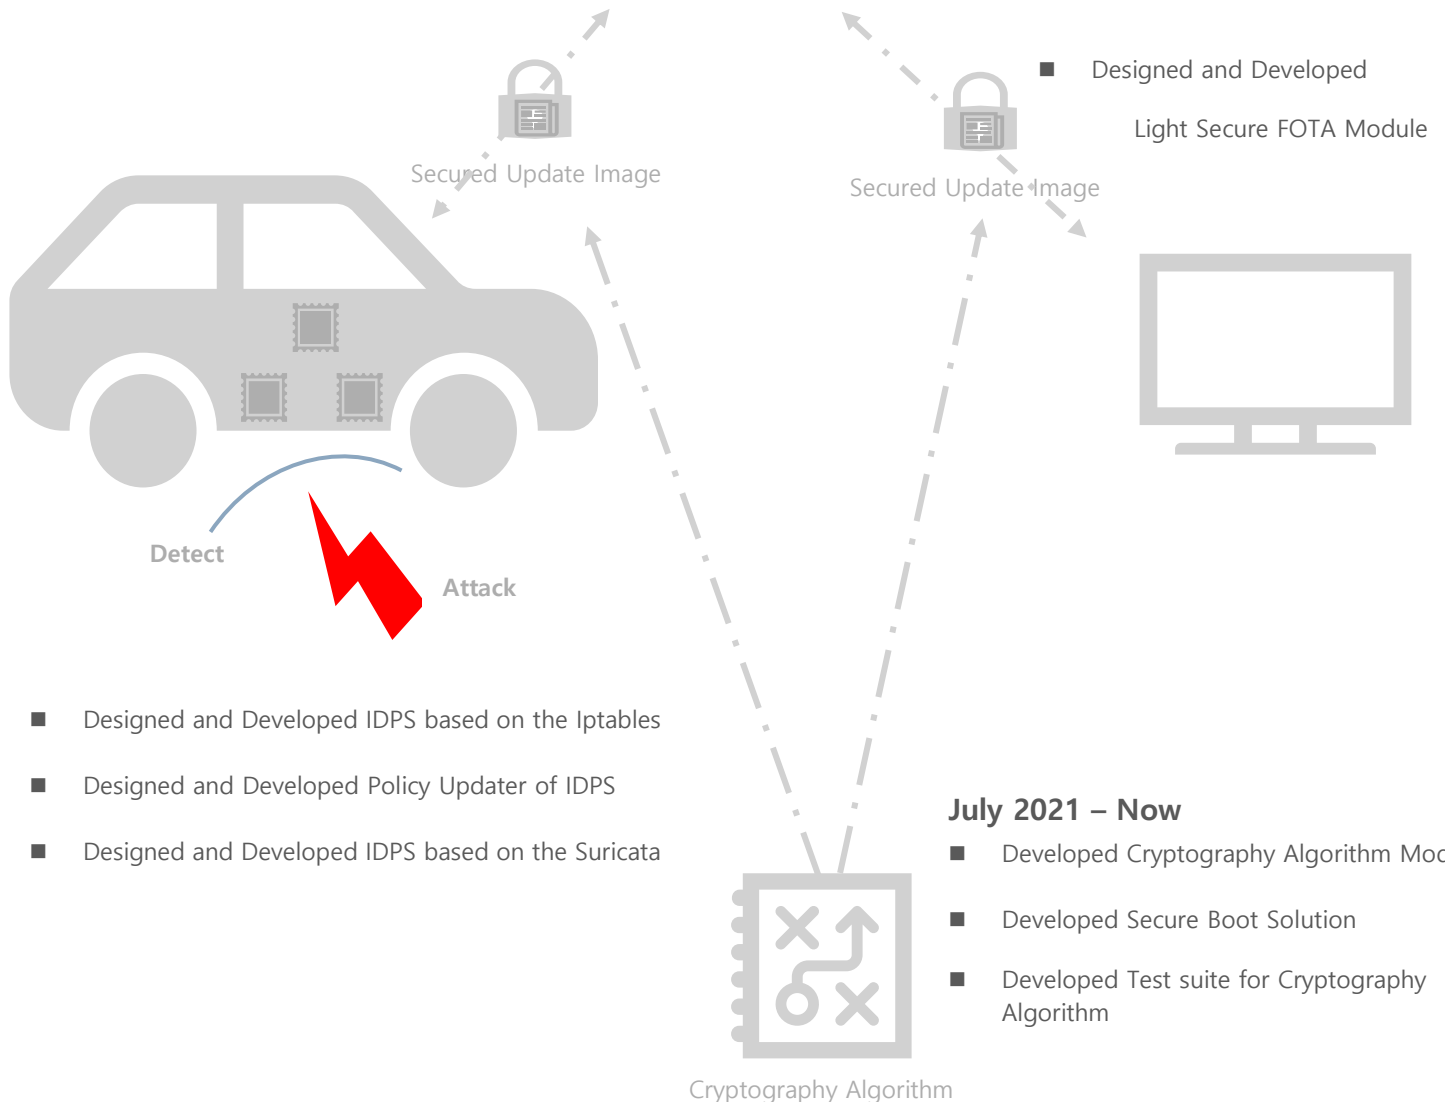 Designed and Developed
Light Secure FOTA Module
Secured Update Image
Secured Update Image
Detect
Attack
Designed and Developed IDPS based on the Iptables
Designed and Developed Policy Updater of IDPS
Designed and Developed IDPS based on the Suricata
July 2021 – Now
Developed Cryptography Algorithm
Developed Secure Boot Solution
Developed Test suite for Cryptography
Algorithm
Cryptography Algorithm